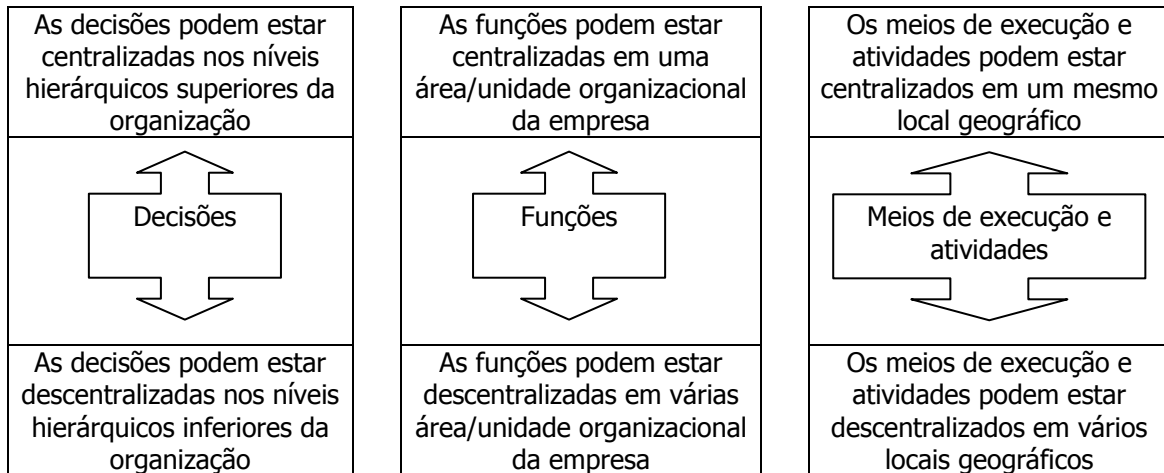 As decisões podem estar
centralizadas nos níveis
hierárquicos superiores da
organização
Decisões
As decisões podem estar
descentralizadas nos níveis
hierárquicos inferiores da
organização
As funções podem estar
centralizadas em uma
área/unidade organizacional
da empresa
Funções
As funções podem estar
descentralizadas em várias
área/unidade organizacional
da empresa
Os meios de execução e
atividades podem estar
centralizados em um mesmo
local geográfico
Meios de execução e
atividades
Os meios de execução e
atividades podem estar
descentralizados em vários
locais geográficos